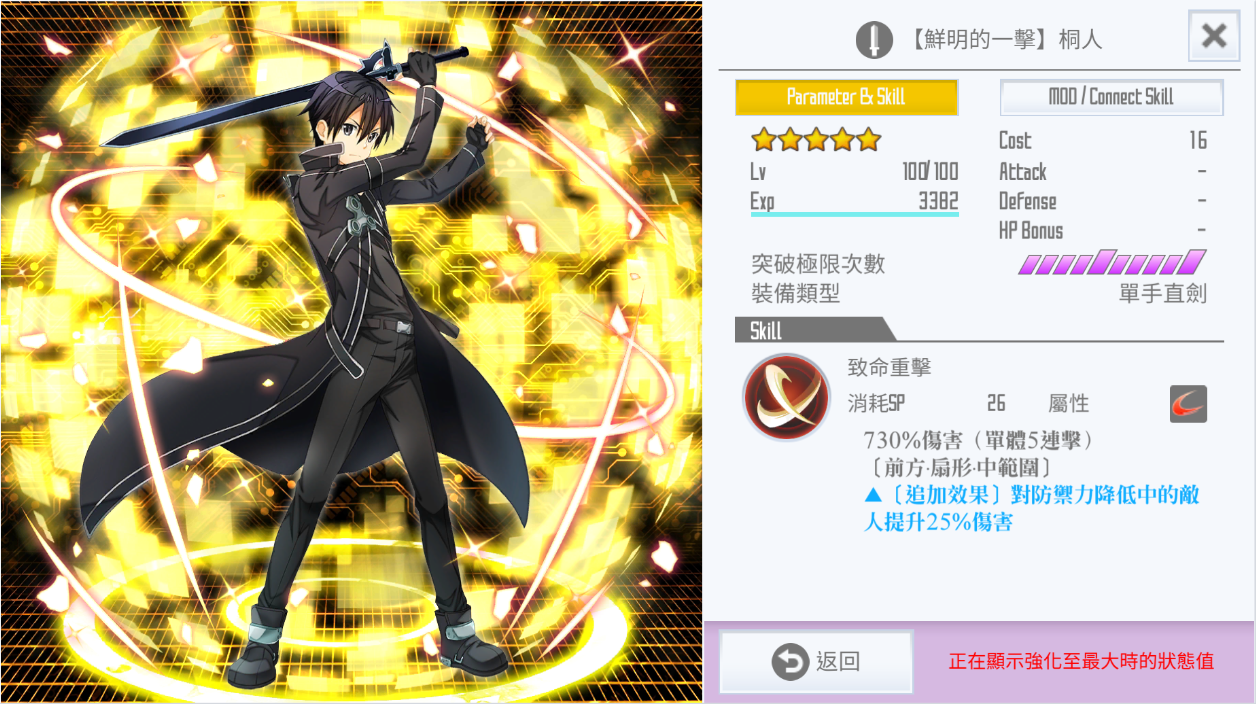 【鮮明的一擊】桐人
Parameter & Skill
MOD / Connect Skill
Lv 100/100
Exp 3382
Cost 16
Attack -
Defense -
HP Bonus -
突破極限次數
裝備類型 單手直劍
Skill
致命重擊
消耗SP 26 屬性
730%傷害（單體5連擊）
〔前方·扇形·中範圍〕
▲〔追加效果〕對防禦力降低中的敵
人提升25%傷害
返回
正在顯示強化至最大時的狀態值